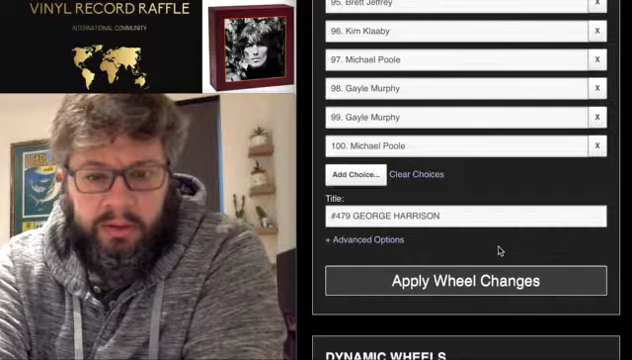 VINYL RECORD RAFFLE
INTERNATIONAL COMMUNITY
95. Brett Jeffrey
X
96. Kim Klaaby
X
97. Michael Poole
X
98. Gayle Murphy
X
99. Gayle Murphy
X
100. Michael Poole
X
Add Choice...
Clear Choices
Title:
#479 GEORGE HARRISON
+ Advanced Options
Apply Wheel Changes
DYNAMIC WHEELS